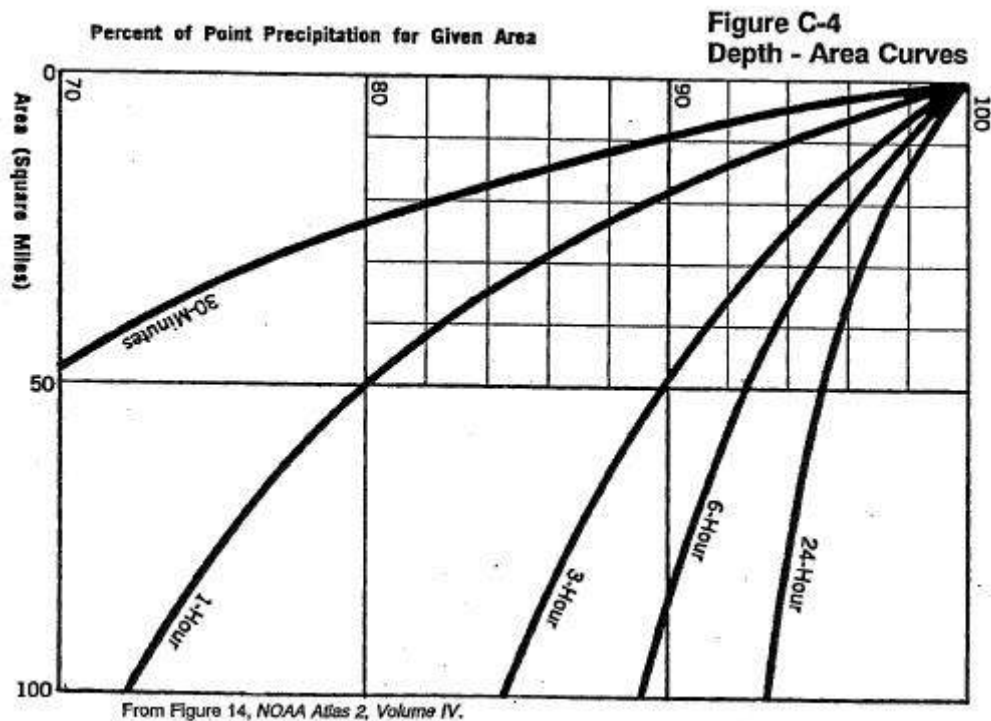 Percent of Point Precipitation for Given Area
Figure C-4
Depth - Area Curves
0
70
80
90
100
Area (Square Miles)
30-Minutes
50
6-Hour
24-Hour
3-Hour
1-Hour
100
From Figure 14, NOAA Atlas 2, Volume IV.